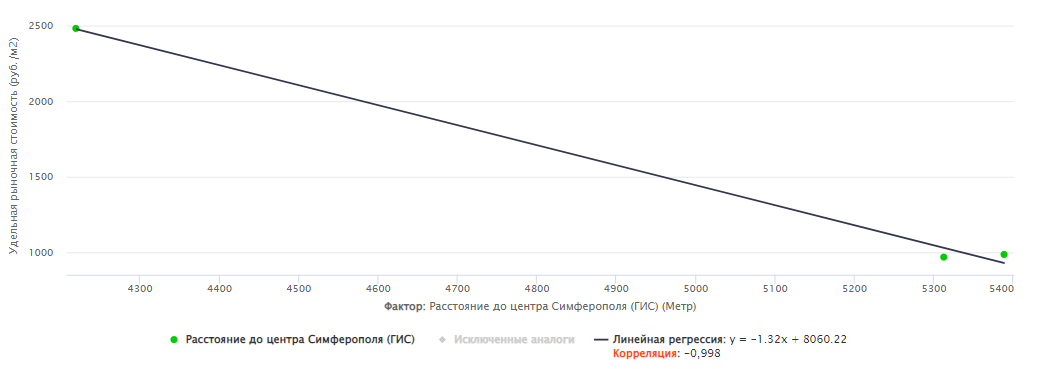 Удельная рыночная стоимость (руб./м2)
2500
2000
1500
1000
4300 4400 4500 4600 4700 4800 4900 5000 5100 5200 5300 5400
Фактор: Расстояние до центра Симферополя (ГИС) (Метр)
Расстояние до центра Симферополя (ГИС) Исключенные аналоги Линейная регрессия: y = -1.32x + 8060.22
Корреляция: -0,998